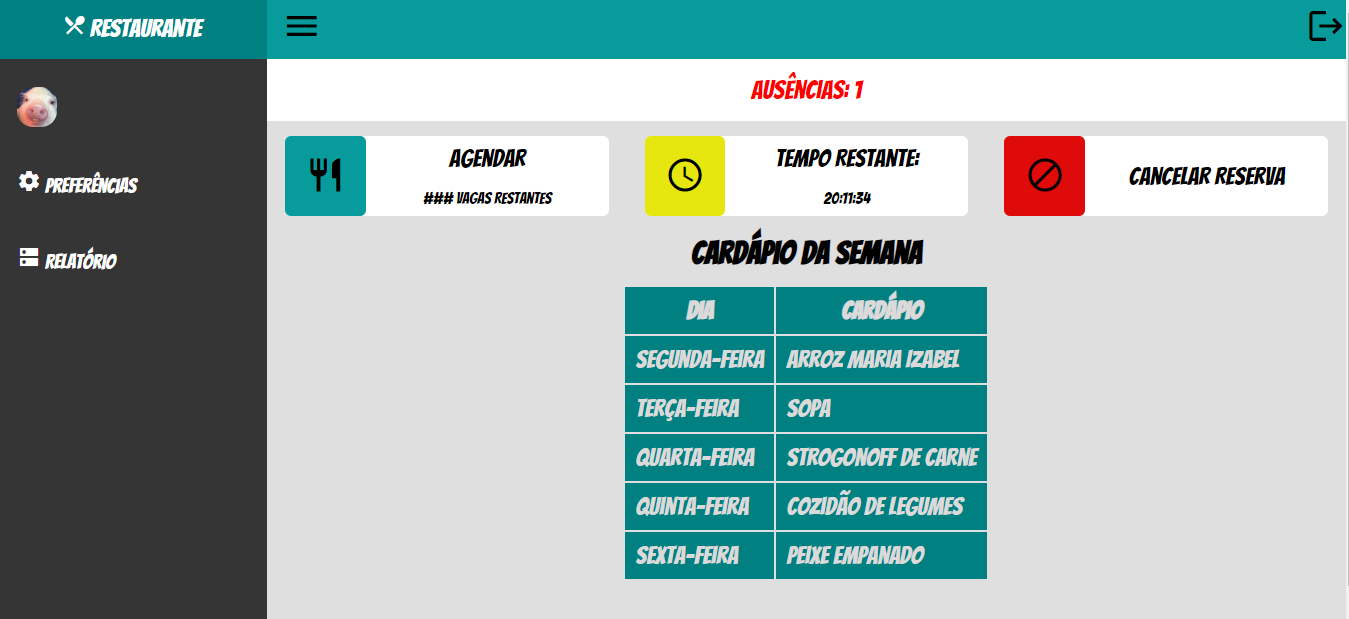 RESTAURANTE
AUSÊNCIAS: 1
PREFERÊNCIAS
RELATÓRIO
AGENDAR
### VAGAS RESTANTES
TEMPO RESTANTE:
20:11:34
CANCELAR RESERVA
CARDÁPIO DA SEMANA
DIA CARDÁPIO
SEGUNDA-FEIRA ARROZ MARIA IZABEL
TERÇA-FEIRA SOPA
QUARTA-FEIRA STROGONOFF DE CARNE
QUINTA-FEIRA COZIDÃO DE LEGUMES
SEXTA-FEIRA PEIXE EMPANADO